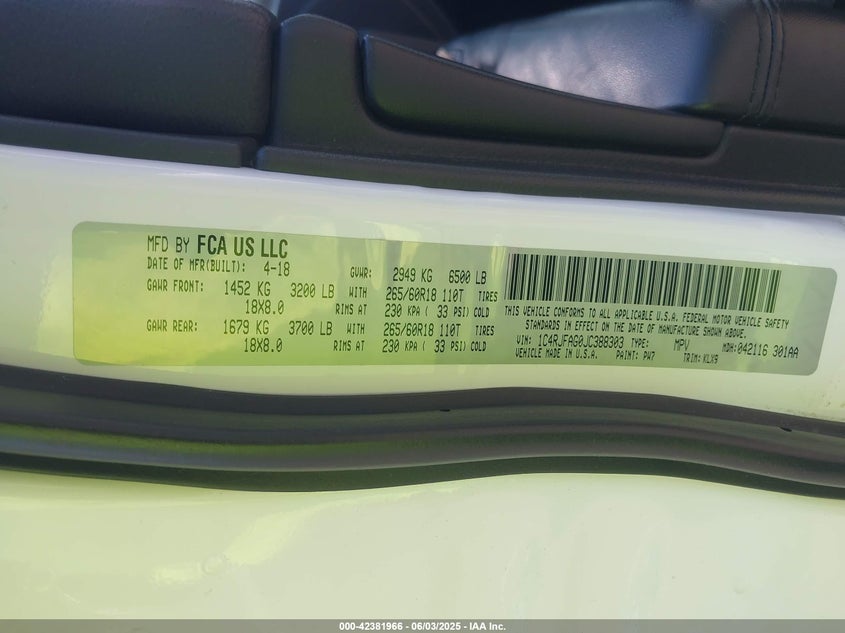 MFD BY FCA US LLC
DATE OF MFR(BUILT): 4-18 GVWR: 2949 KG 6500 LB
GAWR FRONT: 1452 KG 3200 LB WITH 265/60R18 110T TIRES
18X8.0 RIMS AT 230 KPA ( 33 PSI) COLD
GAWR REAR: 1679 KG 3700 LB WITH 265/60R18 110T TIRES
18X8.0 RIMS AT 230 KPA ( 33 PSI) COLD
THIS VEHICLE CONFORMS TO ALL APPLICABLE U.S.A. FEDERAL MOTOR VEHICLE SAFETY
STANDARDS IN EFFECT ON THE DATE OF MANUFACTURE SHOWN ABOVE.
VIN: 1C4RJFAG0JC388303 TYPE: MPV MDH: 042116 301AA
VEHICLE MADE IN U.S.A. PAINT: PW7 TRIM: KLX9
000-42381966 - 06/03/2025 - IAA Inc.